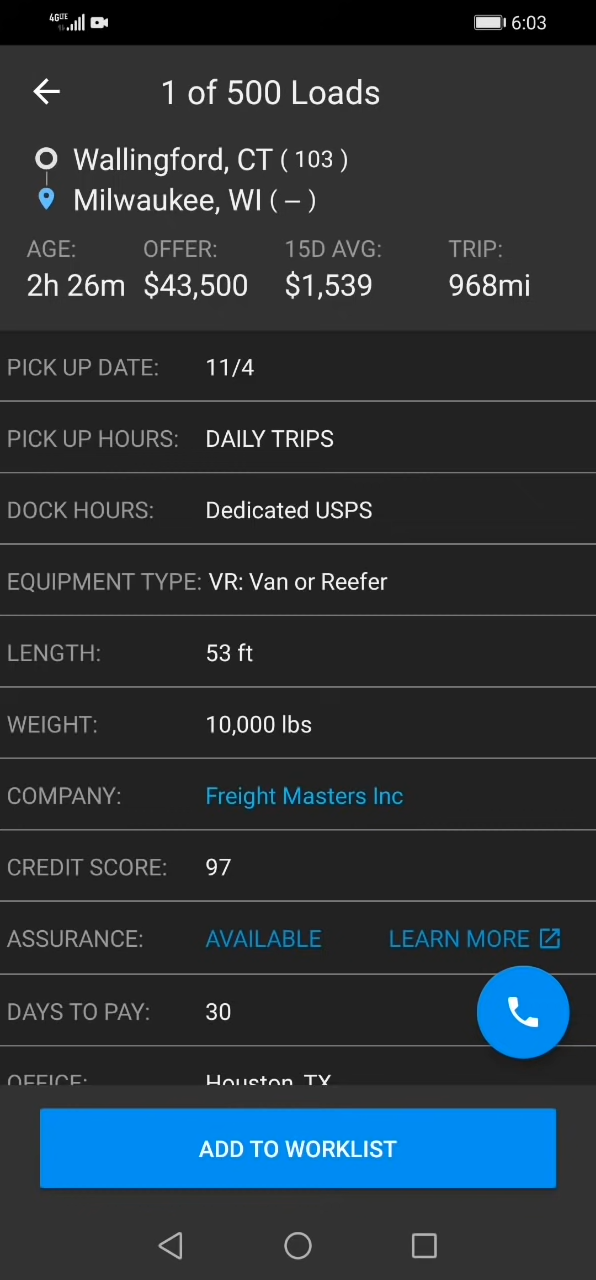 4G LTE
6:03
1 of 500 Loads
Wallingford, CT ( 103 )
Milwaukee, WI ( – )
AGE: OFFER: 15D AVG: TRIP:
2h 26m $43,500 $1,539 968mi
PICK UP DATE: 11/4
PICK UP HOURS: DAILY TRIPS
DOCK HOURS: Dedicated USPS
EQUIPMENT TYPE: VR: Van or Reefer
LENGTH: 53 ft
WEIGHT: 10,000 lbs
COMPANY: Freight Masters Inc
CREDIT SCORE: 97
ASSURANCE: AVAILABLE LEARN MORE
DAYS TO PAY: 30
OFFICE: Houston, TX
ADD TO WORKLIST